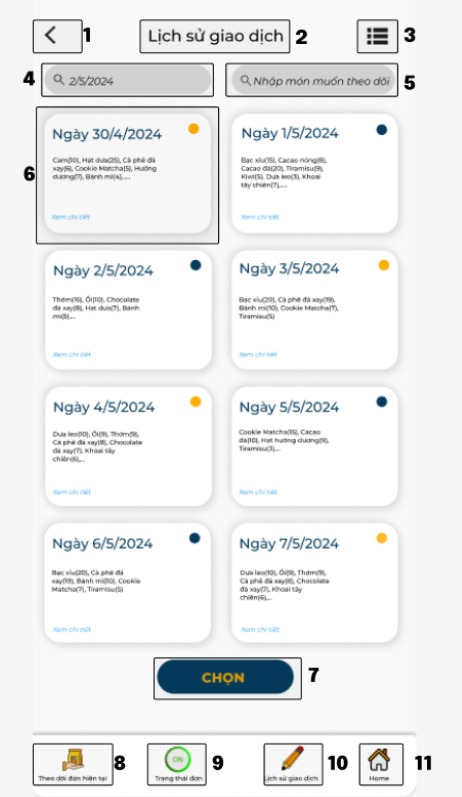 1
Lịch sử giao dịch 2
3
4 2/5/2024
Nhập món muốn theo dõi 5
6
Ngày 30/4/2024
Cam(10), Hạt dưa(25), Cà phê đá
xay(6), Cookie Matcha(5), Hướng
dương(7), Bánh mì(4),....
Xem chi tiết
Ngày 1/5/2024
Bạc xỉu(15), Cacao nóng(8),
Cacao đá(20), Tiramisu(9),
Kiwi(5), Dưa leo(3), Khoai
tây chiên(7),....
Xem chi tiết
Ngày 2/5/2024
Thơm(15), Ổi(10), Chocolate
đá xay(8), Hạt dưa(7), Bánh
mì(5),...
Xem chi tiết
Ngày 3/5/2024
Bạc xỉu(20), Cà phê đá xay(19),
Bánh mì(10), Cookie Matcha(7),
Tiramisu(5)
Xem chi tiết
Ngày 4/5/2024
Dưa leo(10), Ổi(9), Thơm(9),
Cà phê đá xay(8), Chocolate
đá xay(7), Khoai tây
chiên(6),...
Xem chi tiết
Ngày 5/5/2024
Cookie Matcha(15), Cacao
đá(10), Hạt hướng dương(9),
Tiramisu(3),...
Xem chi tiết
Ngày 6/5/2024
Bạc xỉu(20), Cà phê đá
xay(19), Bánh mì(10), Cookie
Matcha(7), Tiramisu(5)
Xem chi tiết
Ngày 7/5/2024
Dưa leo(10), Ổi(9), Thơm(9),
Cà phê đá xay(8), Chocolate
đá xay(7), Khoai tây
chiên(6),...
Xem chi tiết
CHỌN 7
Theo dõi đơn hiện tại 8
ON
Trạng thái đơn 9
Lịch sử giao dịch 10
Home 11